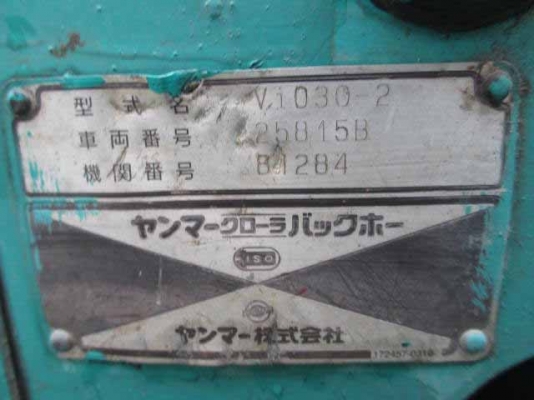 型式名 ViO30-2
車両番号 25815B
機関番号 B1284
ヤンマークローラバックホー
ISO
ヤンマー株式会社